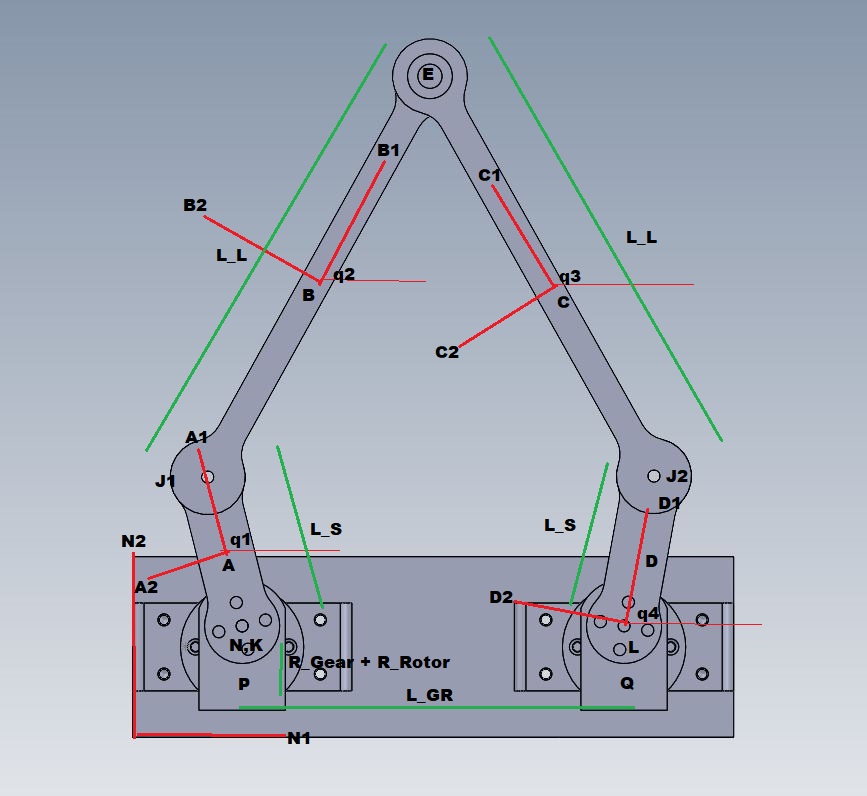 E
B1
C1
B2
L_L
L_L
q2
q3
B
C
C2
A1
J1
J2
D1
L_S
L_S
N2
q1
A
D
A2
D2
q4
N,K
L
R_Gear + R_Rotor
P
Q
L_GR
N1